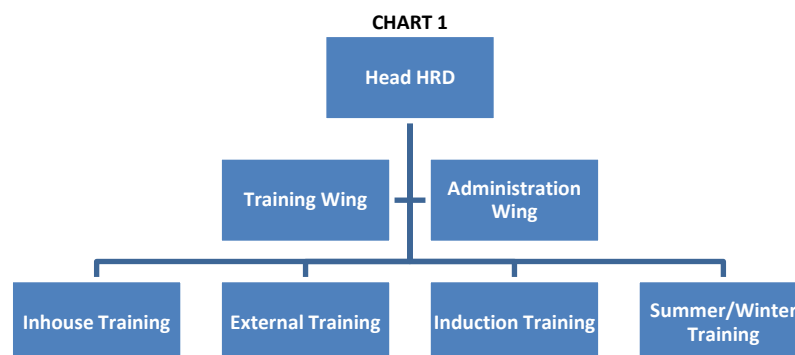 CHART 1
Head HRD
Training Wing
Administration
Wing
Inhouse Training
External Training
Induction Training
Summer/Winter
Training